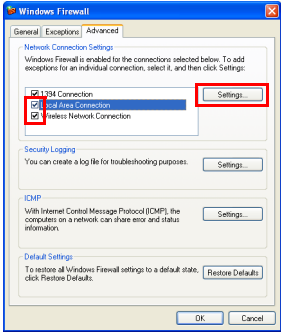 Windows Firewall
General Exceptions Advanced
Network Connection Settings
Windows Firewall is enabled for the connections selected below. To add
exceptions for an individual connection, select it, and then click Settings:
1394 Connection
Settings...
Local Area Connection
Wireless Network Connection
Security Logging
You can create a log file for troubleshooting purposes.
Settings...
ICMP
With Internet Control Message Protocol (ICMP), the
computers on a network can share error and status
information.
Settings...
Default Settings
To restore all Windows Firewall settings to a default state,
click Restore Defaults.
Restore Defaults
OK Cancel